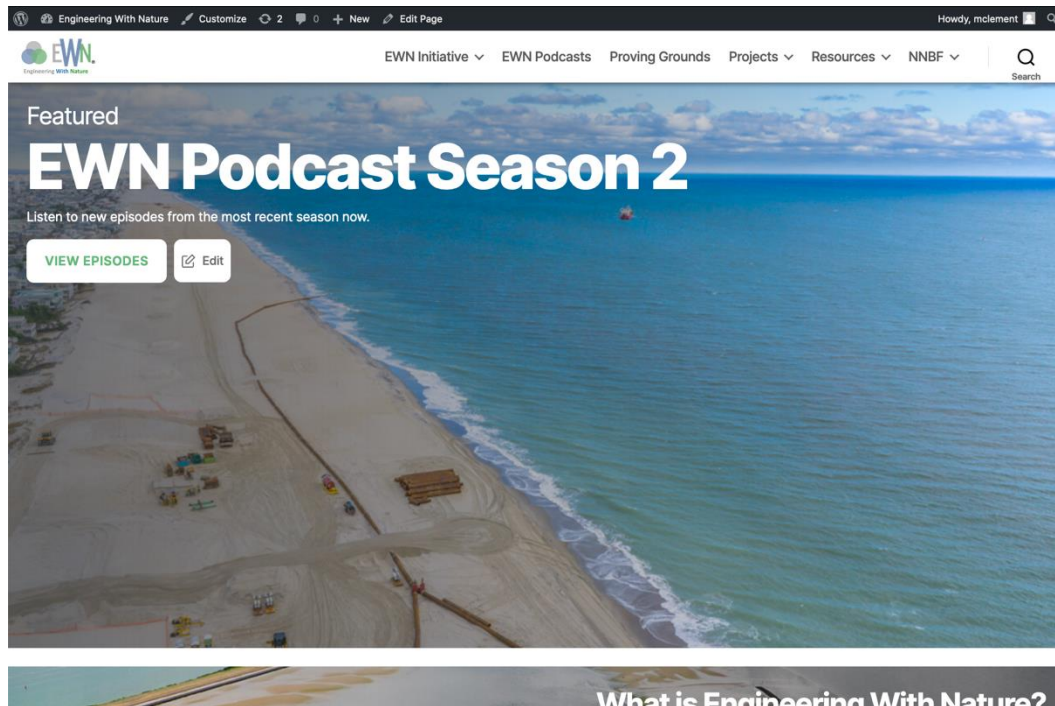 Engineering With Nature Customize 2 0 New Edit Page Howdy, mclement
EWN.
Engineering With Nature
EWN Initiative EWN Podcasts Proving Grounds Projects Resources NNBF
Search
Featured
EWN Podcast Season 2
Listen to new episodes from the most recent season now.
VIEW EPISODES Edit
What is Engineering With Nature?